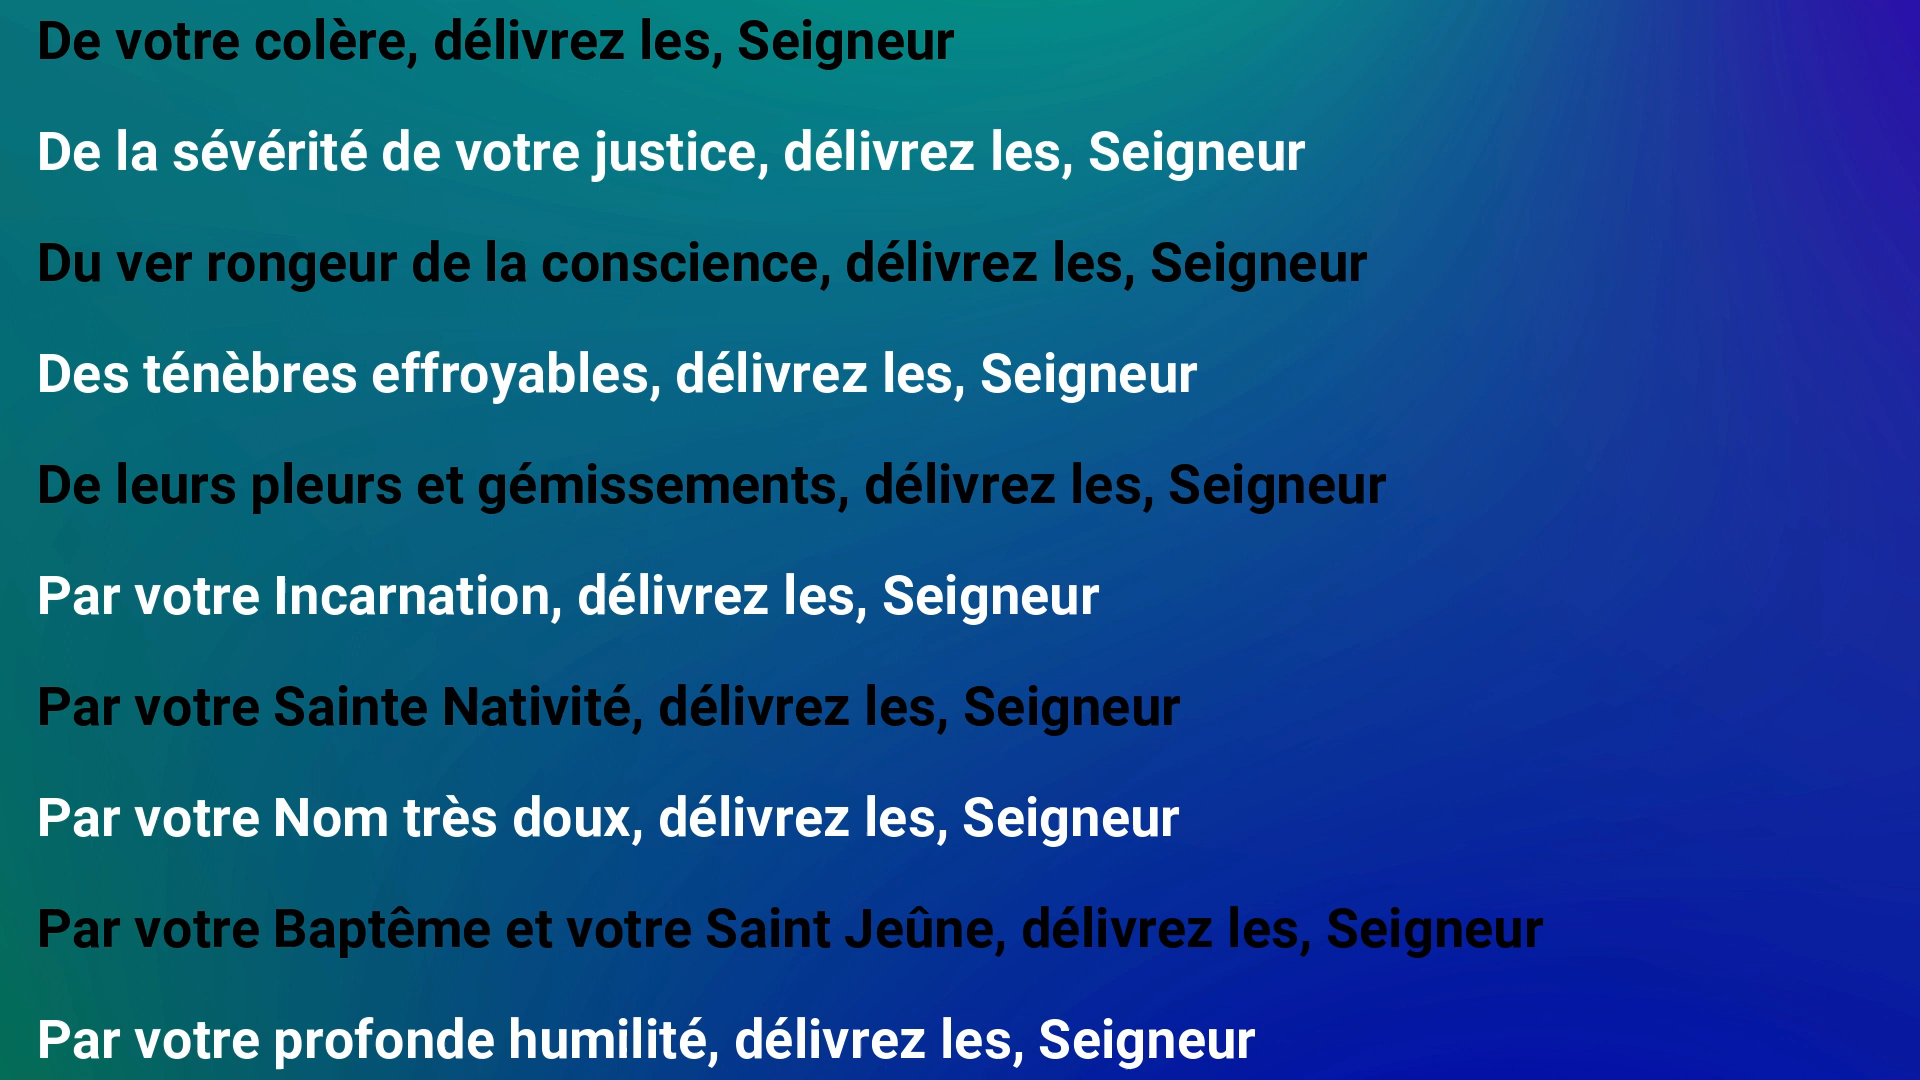 De votre colère, délivrez les, Seigneur
De la sévérité de votre justice, délivrez les, Seigneur
Du ver rongeur de la conscience, délivrez les, Seigneur
Des ténèbres effroyables, délivrez les, Seigneur
De leurs pleurs et gémissements, délivrez les, Seigneur
Par votre Incarnation, délivrez les, Seigneur
Par votre Sainte Nativité, délivrez les, Seigneur
Par votre Nom très doux, délivrez les, Seigneur
Par votre Baptême et votre Saint Jeûne, délivrez les, Seigneur
Par votre profonde humilité, délivrez les, Seigneur